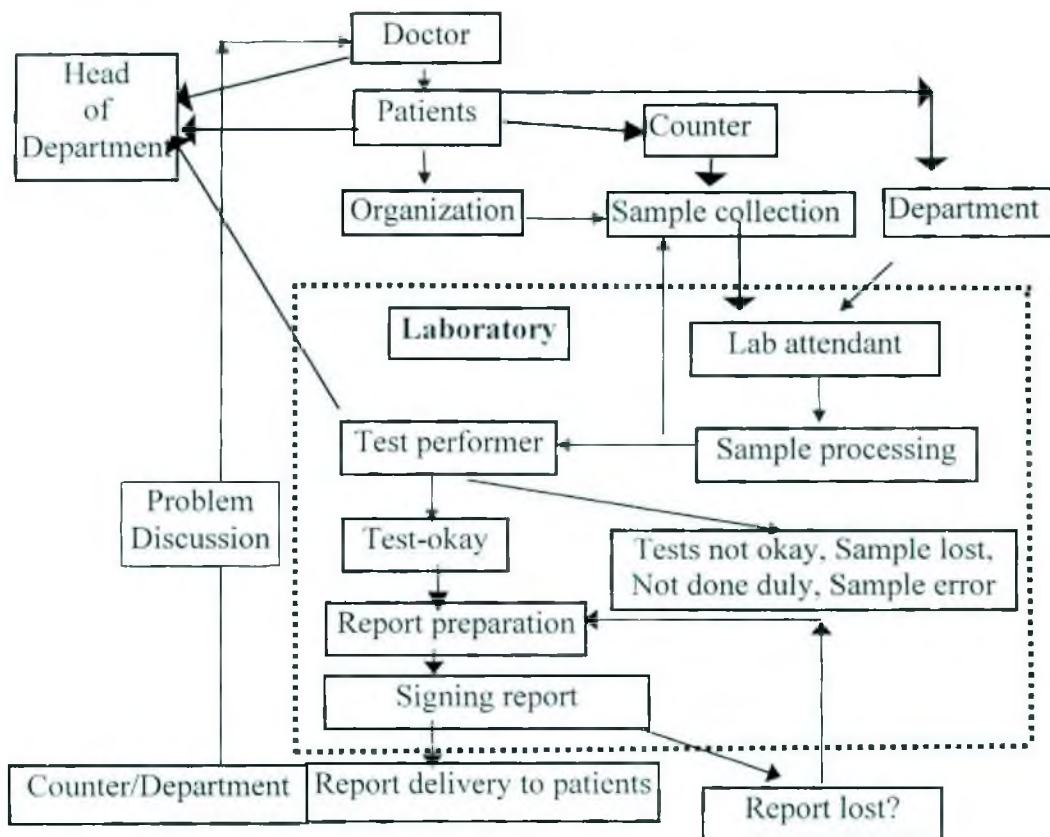 Doctor
Head
of
Department
Patients
Counter
Organization
Sample collection
Department
Laboratory
Lab attendant
Test performer
Sample processing
Problem
Discussion
Test-okay
Tests not okay, Sample lost,
Not done duly, Sample error
Report preparation
Signing report
Counter/Department
Report delivery to patients
Report lost?